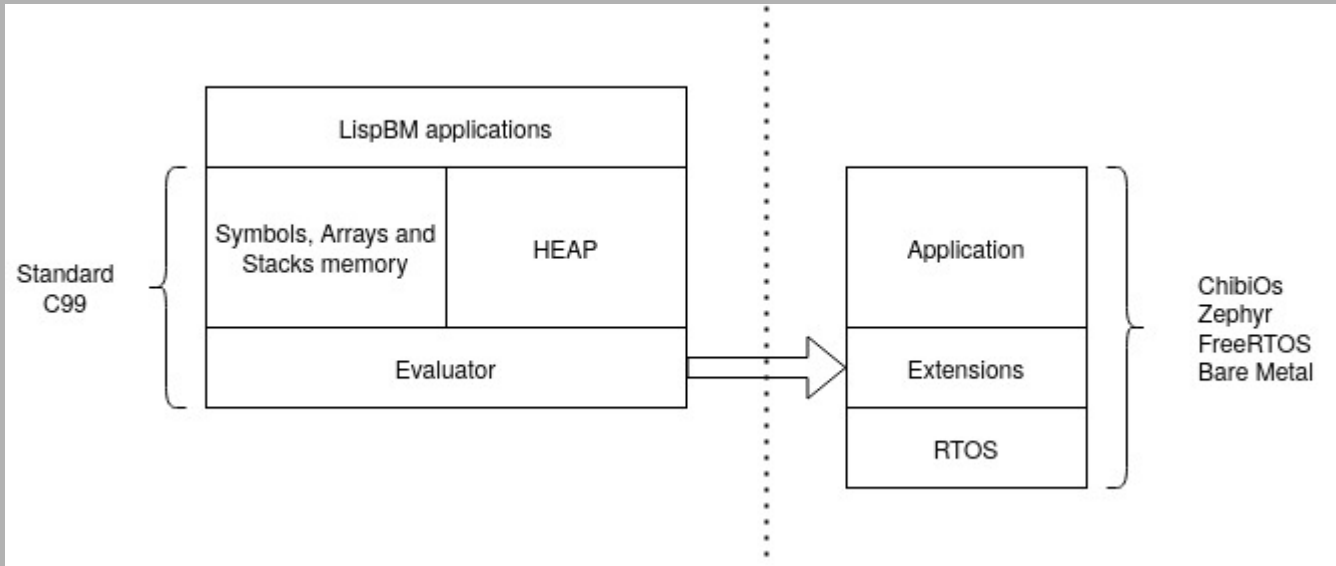 LispBM applications
Symbols, Arrays and
Stacks memory
HEAP
Evaluator
Standard
C99
Application
Extensions
RTOS
ChibiOs
Zephyr
FreeRTOS
Bare Metal